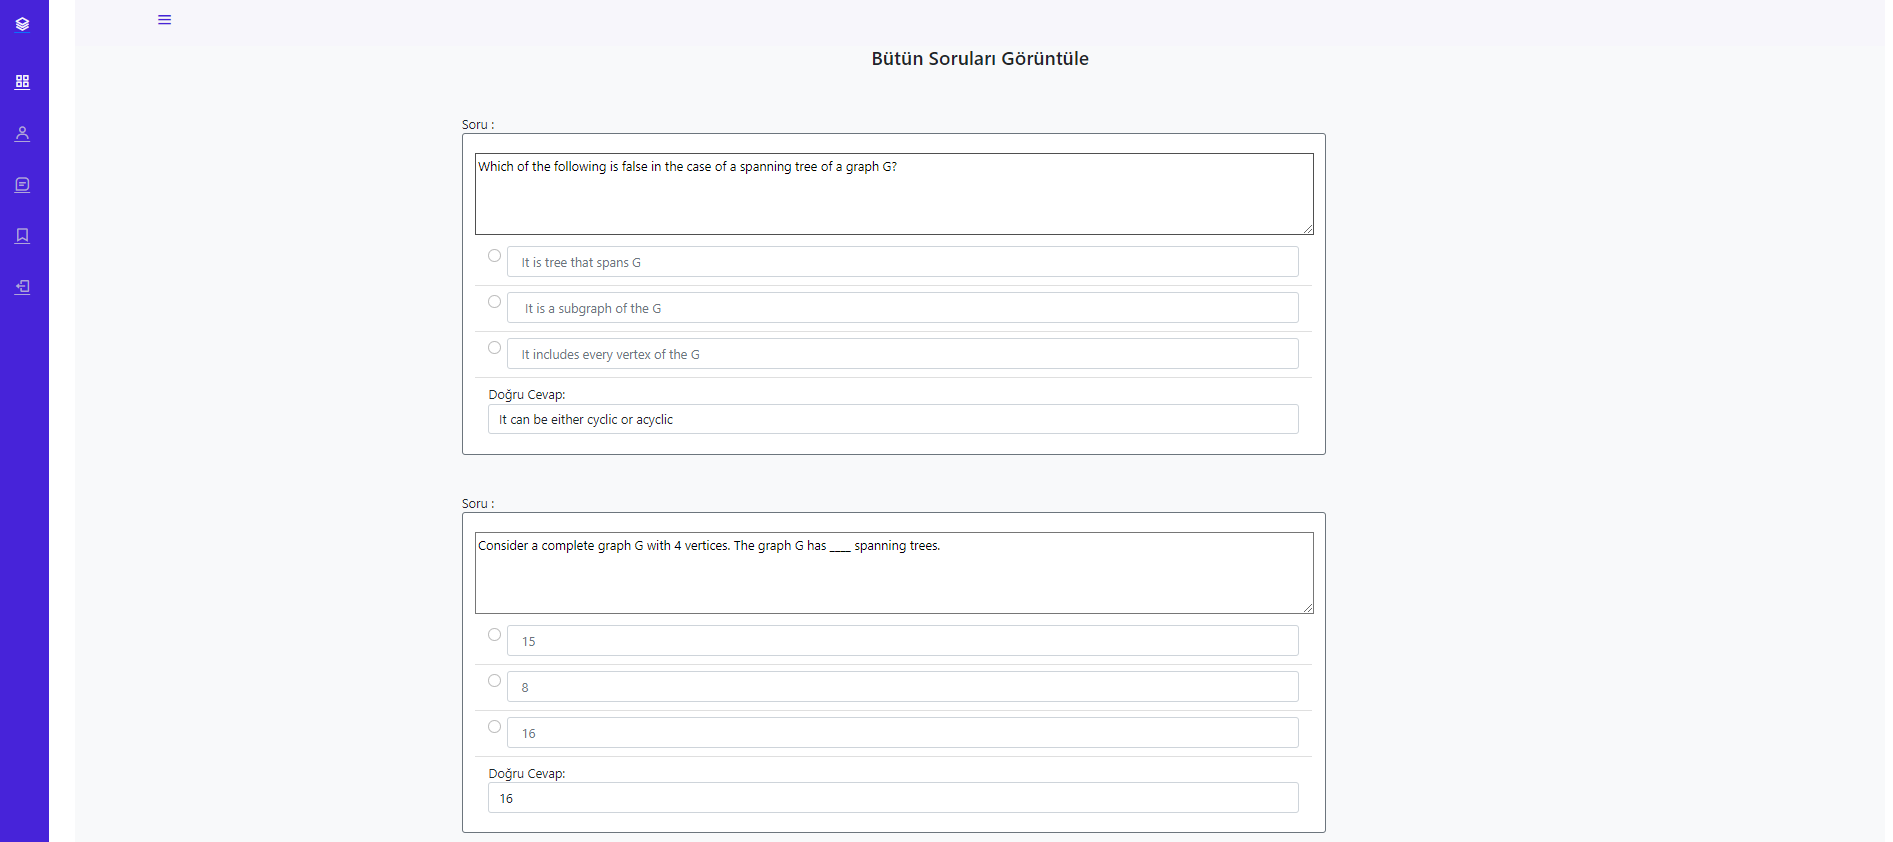 Bütün Soruları Görüntüle
Soru :
Which of the following is false in the case of a spanning tree of a graph G?
It is tree that spans G
It is a subgraph of the G
It includes every vertex of the G
Doğru Cevap:
It can be either cyclic or acyclic
Soru :
Consider a complete graph G with 4 vertices. The graph G has ____ spanning trees.
15
8
16
Doğru Cevap:
16